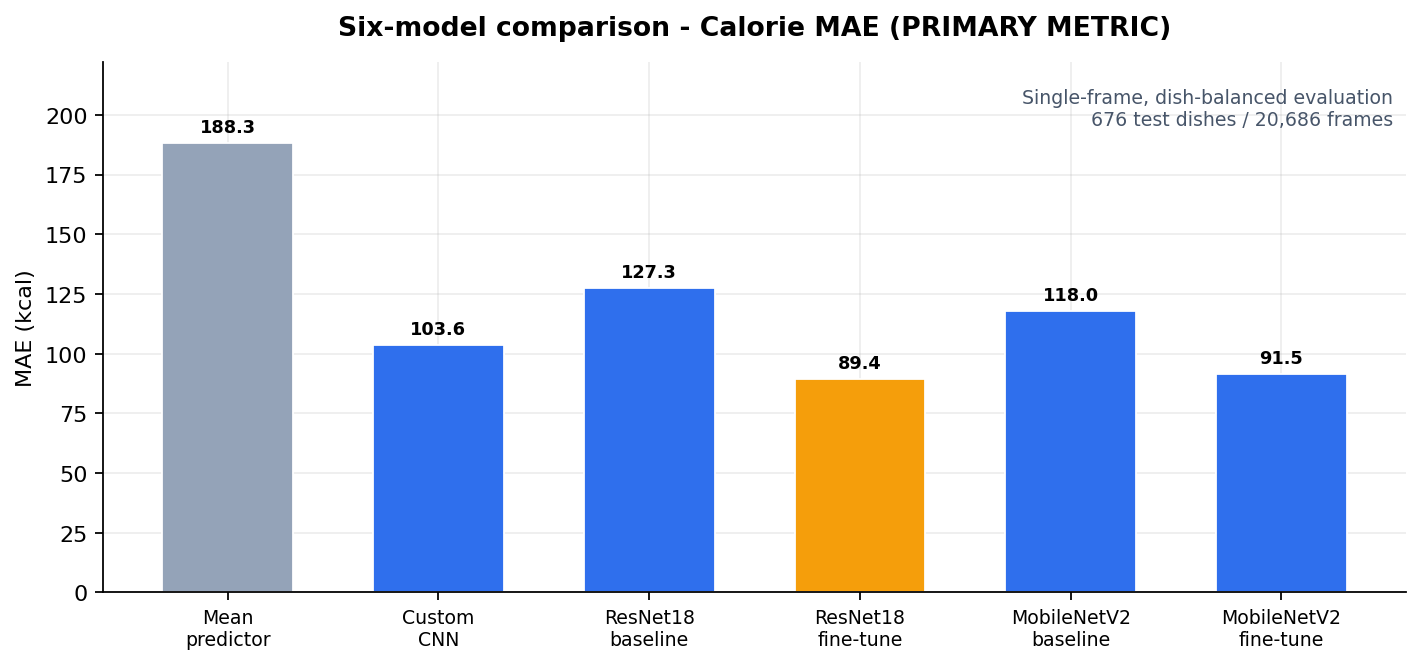 Six-model comparison - Calorie MAE (PRIMARY METRIC)
Single-frame, dish-balanced evaluation
676 test dishes / 20,686 frames
MAE (kcal)
200
175
150
125
100
75
50
25
0
188.3
103.6
127.3
89.4
118.0
91.5
Mean
predictor
Custom
CNN
ResNet18
baseline
ResNet18
fine-tune
MobileNetV2
baseline
MobileNetV2
fine-tune